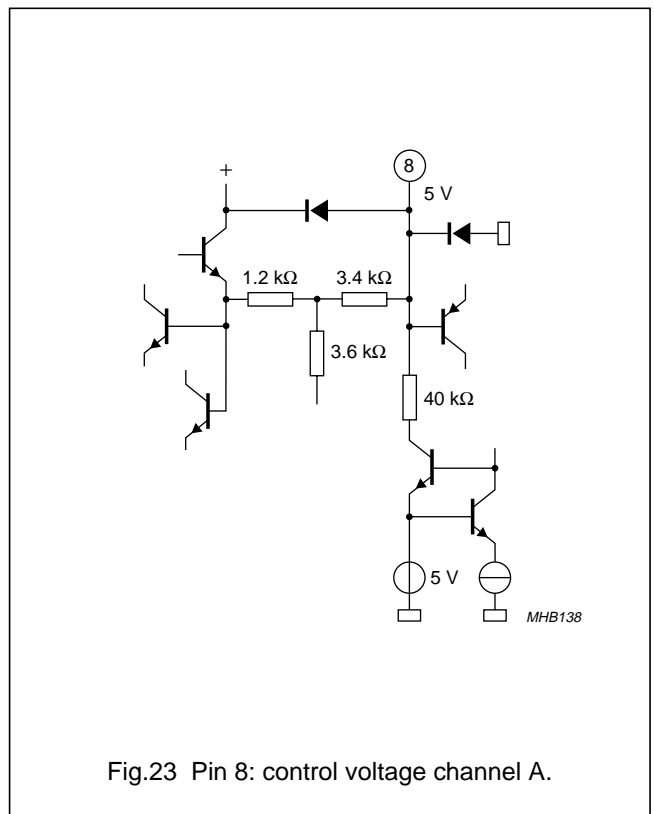 +
8
5 V
1.2 kΩ
3.4 kΩ
3.6 kΩ
40 kΩ
5 V
MHB138
Fig.23 Pin 8: control voltage channel A.